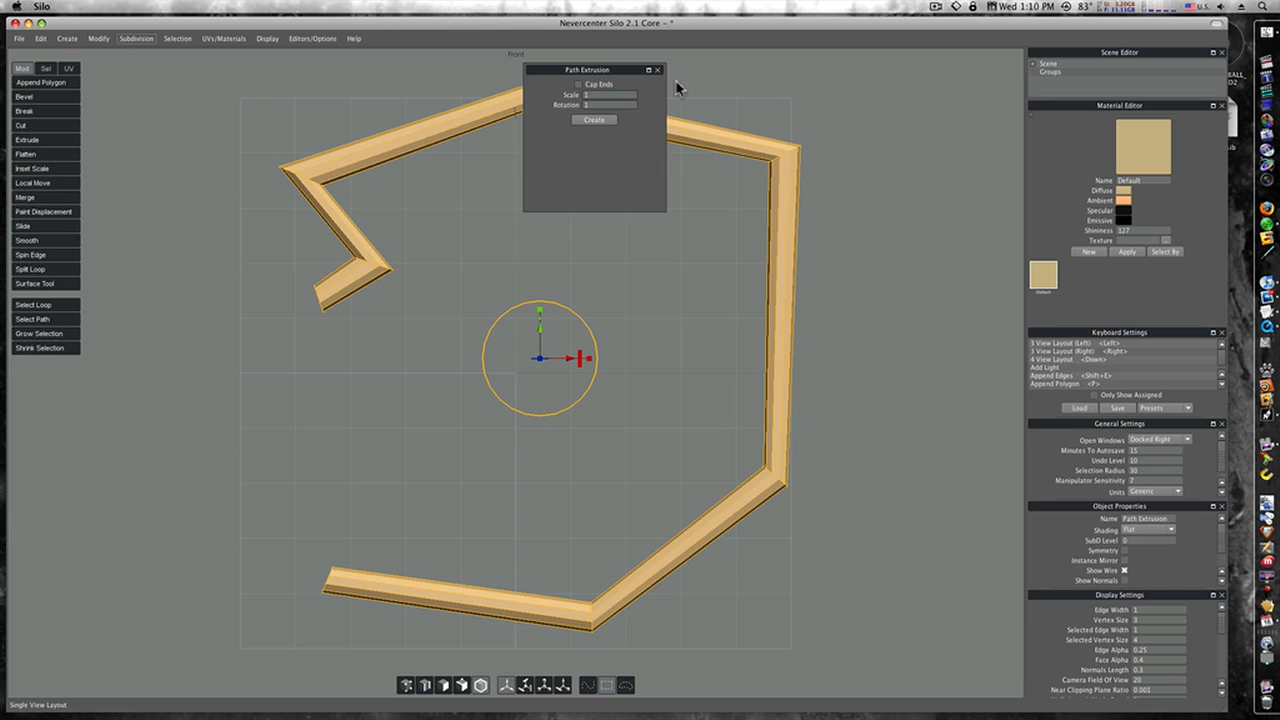 Silo
Wed 1:10 PM
83°
U.S.
Nevercenter Silo 2.1 Core - *
File Edit Create Modify Display Subdivision Selection UVs/Materials Display Editors/Options Help
Front
Mod Sel UV
Append Polygon
Bevel
Break
Cut
Extrude
Flatten
Inset Scale
Local Move
Merge
Paint Displacement
Slide
Smooth
Spin Edge
Split Loop
Surface Tool
Select Loop
Select Path
Grow Selection
Shrink Selection
Path Extrusion
Cap Ends
Scale 1
Rotation 1
Create
Scene Editor
Scene
Groups
Material Editor
Name Default
Diffuse
Ambient
Specular
Emissive
Shininess 127
Texture ...
New Apply Select By
Default
Keyboard Settings
3 View Layout (Left) <Left>
3 View Layout (Right) <Right>
4 View Layout <Down>
Add Light
Append Edges <Shift+E>
Append Polygon <P>
Only Show Assigned
Load Save Presets
General Settings
Open Windows Docked Right
Minutes To Autosave 15
Undo Level 10
Selection Radius 30
Manipulator Sensitivity 7
Units Generic
Object Properties
Name Path Extrusion
Shading Flat
SubD Level 0
Symmetry
Instance Mirror
Show Wire
Show Normals
Display Settings
Edge Width 1
Vertex Size 3
Selected Edge Width 1
Selected Vertex Size 4
Edge Alpha 0.25
Face Alpha 0.4
Normals Length 0.3
Camera Field Of View 20
Near Clipping Plane Ratio 0.001
Single View Layout